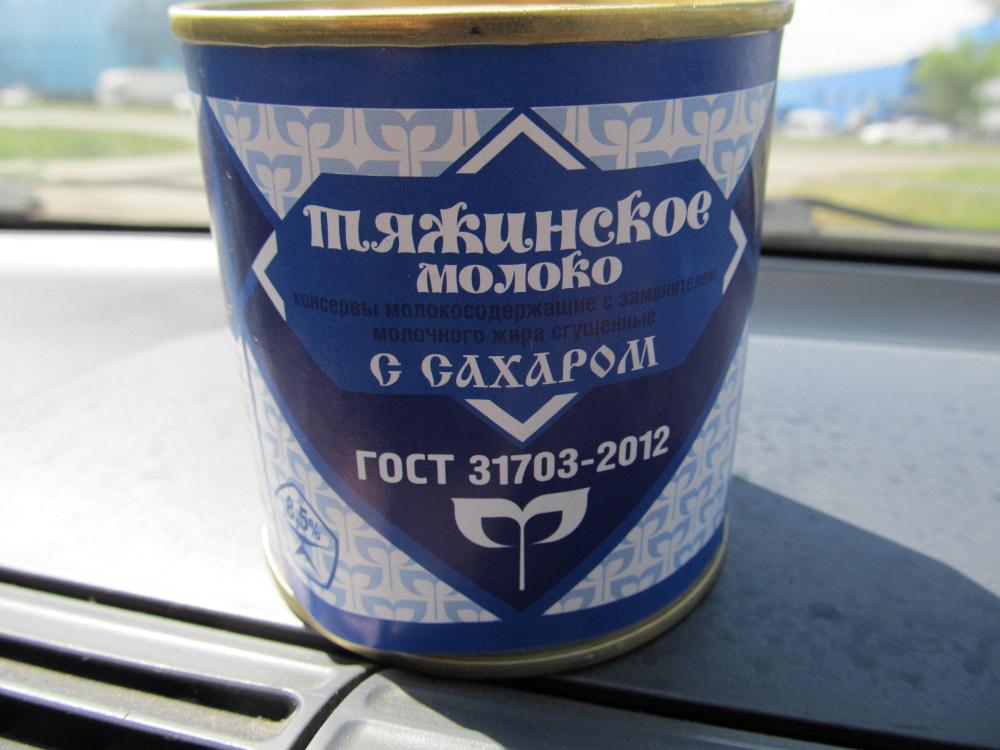 тяжинское
молоко
консервы молокосодержащие с заменителем
молочного жира сгущенные
с сахаром
ГОСТ 31703-2012
8,5%